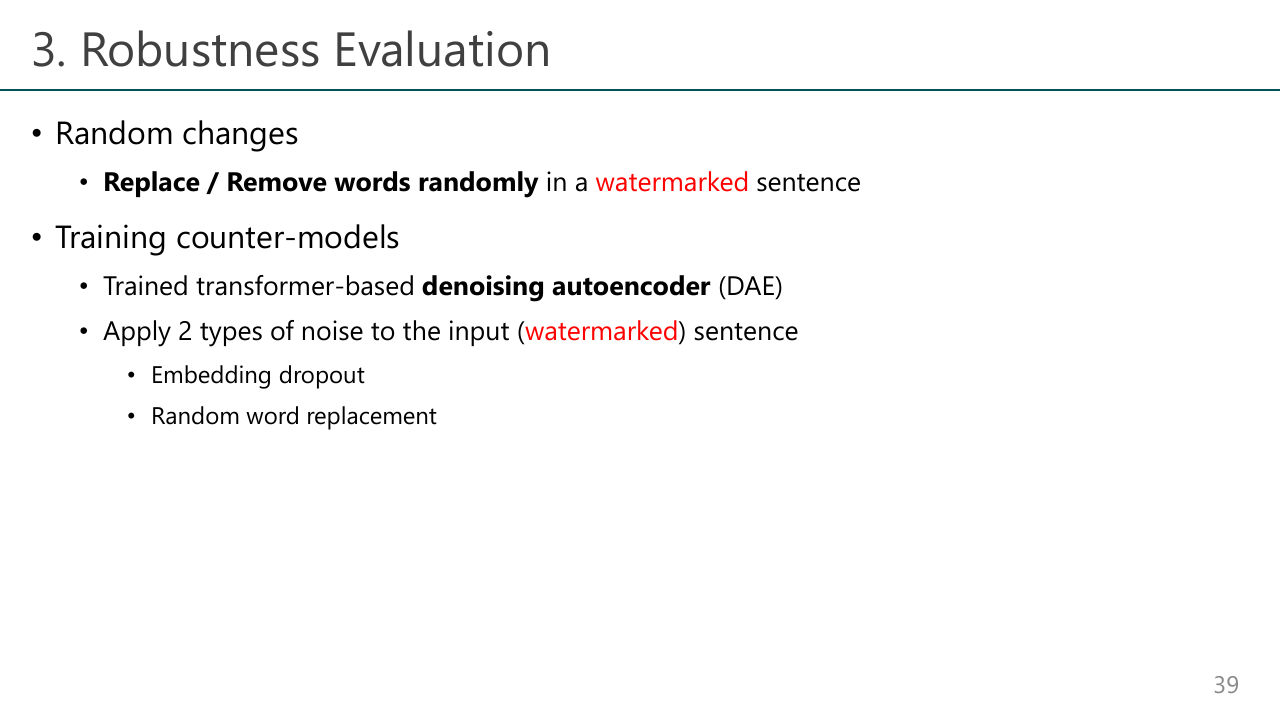 3. Robustness Evaluation
• Random changes
• Replace / Remove words randomly in a watermarked sentence
• Training counter-models
• Trained transformer-based denoising autoencoder (DAE)
• Apply 2 types of noise to the input (watermarked) sentence
• Embedding dropout
• Random word replacement
39